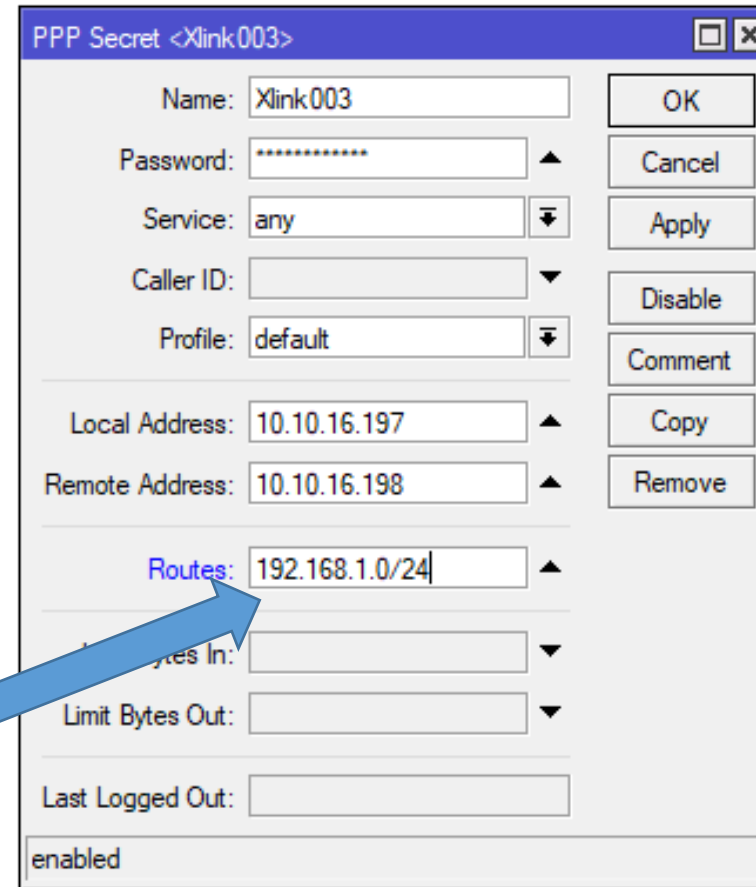 PPP Secret <Xlink003>
Name: Xlink003 OK
Password: ************ Cancel
Service: any Apply
Caller ID:
Disable
Profile: default
Comment
Local Address: 10.10.16.197 Copy
Remote Address: 10.10.16.198 Remove
Routes: 192.168.1.0/24
Bytes In:
Limit Bytes Out:
Last Logged Out:
enabled